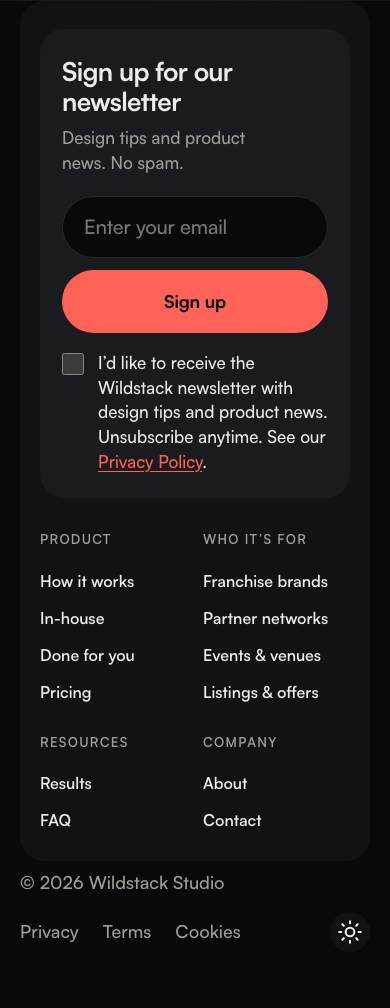 Sign up for our
newsletter
Design tips and product
news. No spam.
Enter your email
Sign up
I’d like to receive the
Wildstack newsletter with
design tips and product news.
Unsubscribe anytime. See our
Privacy Policy.
PRODUCT
How it works
In-house
Done for you
Pricing
WHO IT’S FOR
Franchise brands
Partner networks
Events & venues
Listings & offers
RESOURCES
Results
FAQ
COMPANY
About
Contact
© 2026 Wildstack Studio
Privacy Terms Cookies